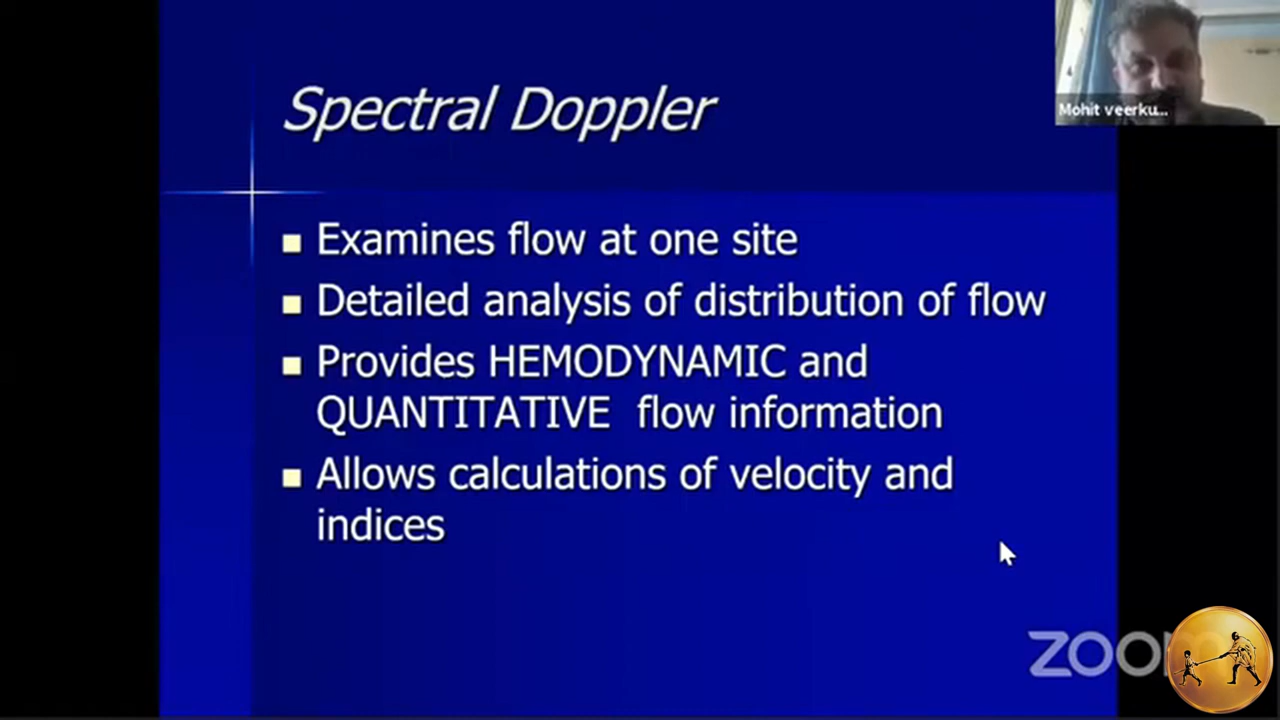 Spectral Doppler
Mohit veerku...
Examines flow at one site
Detailed analysis of distribution of flow
Provides HEMODYNAMIC and
QUANTITATIVE flow information
Allows calculations of velocity and
indices
zoom